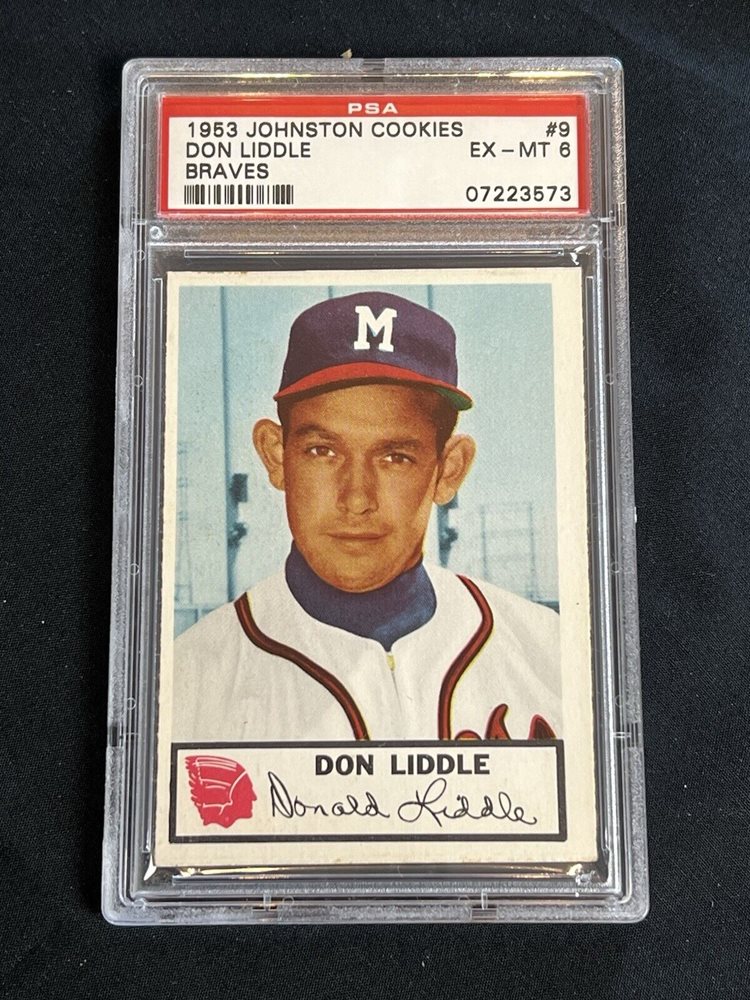 PSA
1953 JOHNSTON COOKIES #9
DON LIDDLE EX - MT 6
BRAVES
07223573
M
DON LIDDLE
Donald Liddle